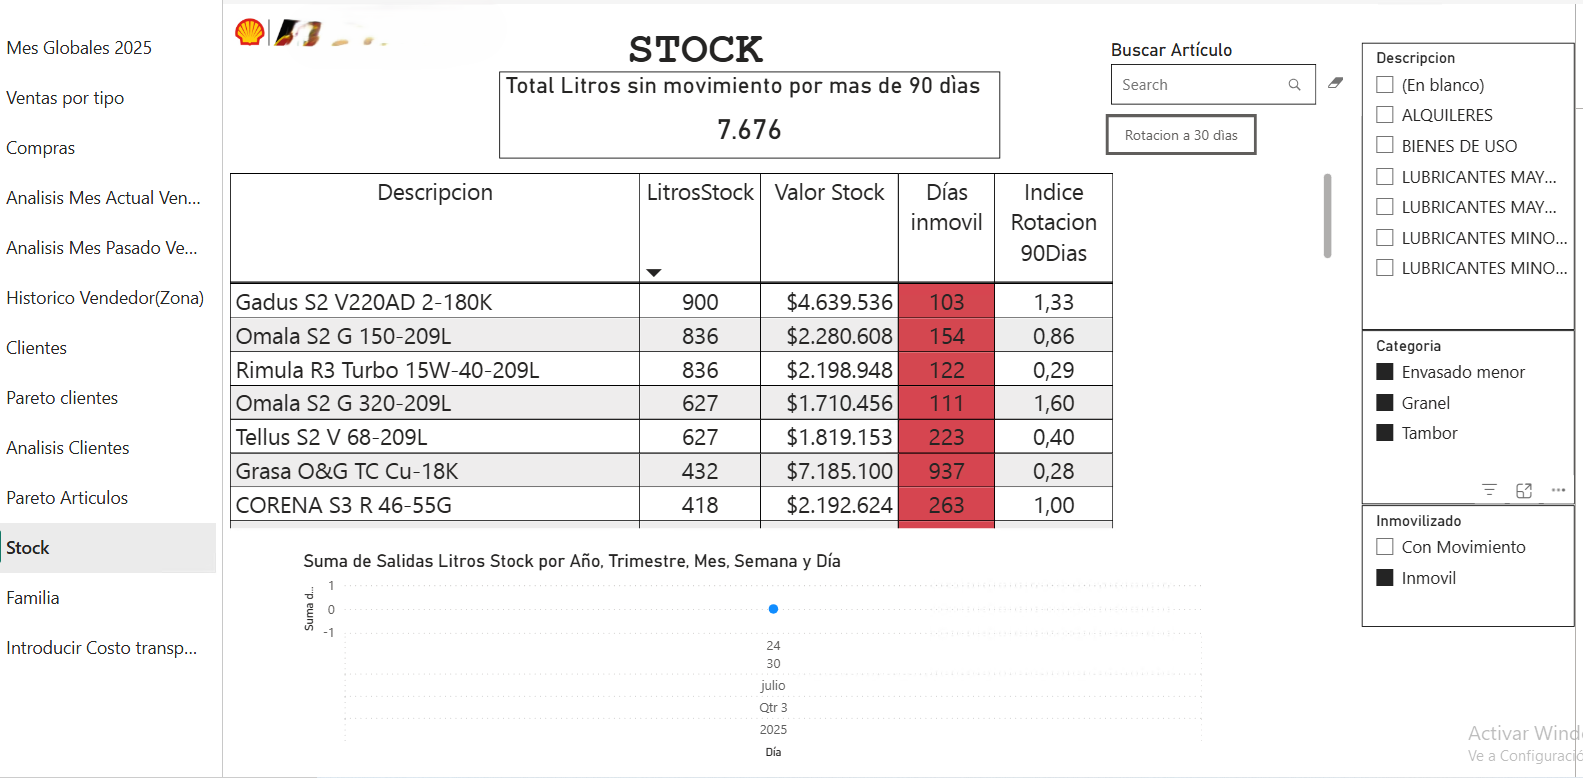 Mes Globales 2025
Ventas por tipo
Compras
Analisis Mes Actual Ven...
Analisis Mes Pasado Ve...
Historico Vendedor(Zona)
Clientes
Pareto clientes
Analisis Clientes
Pareto Articulos
Stock
Familia
Introducir Costo transp...
STOCK
Total Litros sin movimiento por mas de 90 dìas
7.676
Buscar Artículo
Search
Rotacion a 30 dias
Descripcion LitrosStock Valor Stock Días inmovil Indice Rotacion 90Dias
Gadus S2 V220AD 2-180K 900 $4.639.536 103 1,33
Omala S2 G 150-209L 836 $2.280.608 154 0,86
Rimula R3 Turbo 15W-40-209L 836 $2.198.948 122 0,29
Omala S2 G 320-209L 627 $1.710.456 111 1,60
Tellus S2 V 68-209L 627 $1.819.153 223 0,40
Grasa O&G TC Cu-18K 432 $7.185.100 937 0,28
CORENA S3 R 46-55G 418 $2.192.624 263 1,00
Suma de Salidas Litros Stock por Año, Trimestre, Mes, Semana y Día
Suma d...
1
0
-1
24
30
julio
Qtr 3
2025
Día
Descripcion
(En blanco)
ALQUILERES
BIENES DE USO
LUBRICANTES MAY...
LUBRICANTES MAY...
LUBRICANTES MINO...
LUBRICANTES MINO...
Categoria
Envasado menor
Granel
Tambor
Inmovilizado
Con Movimiento
Inmovil
Activar Wind
Ve a Configuració